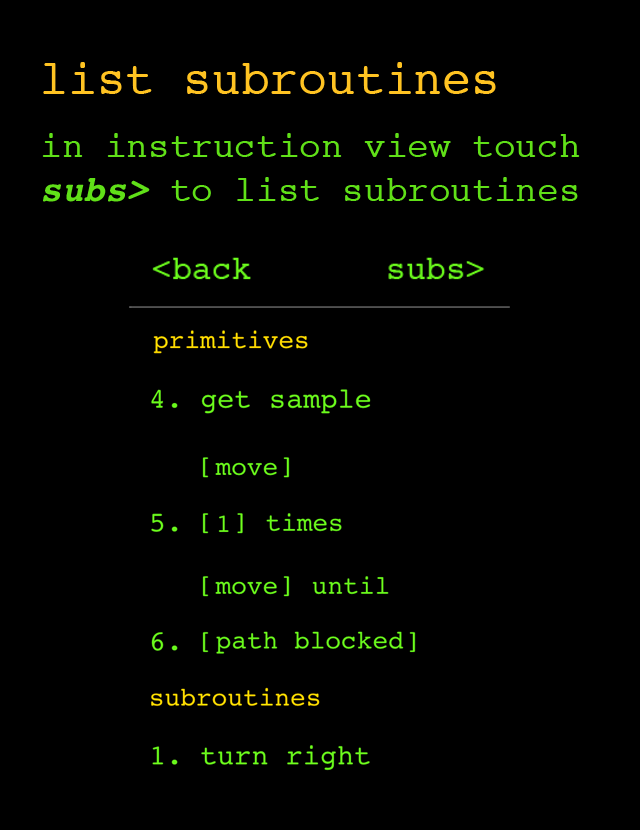 list subroutines
in instruction view touch
subs> to list subroutines
<back subs>
primitives
4. get sample
[move]
5. [1] times
[move] until
6. [path blocked]
subroutines
1. turn right